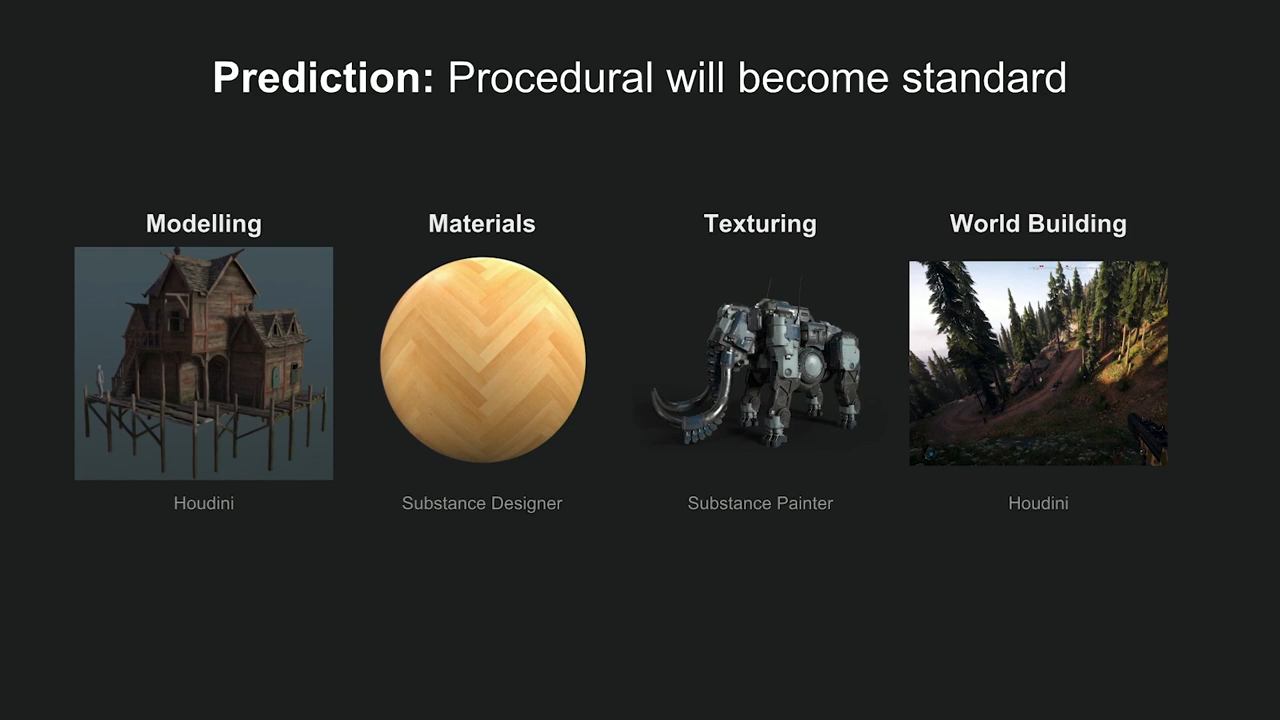 Prediction: Procedural will become standard
Modelling
Materials
Texturing
World Building
Houdini
Substance Designer
Substance Painter
Houdini